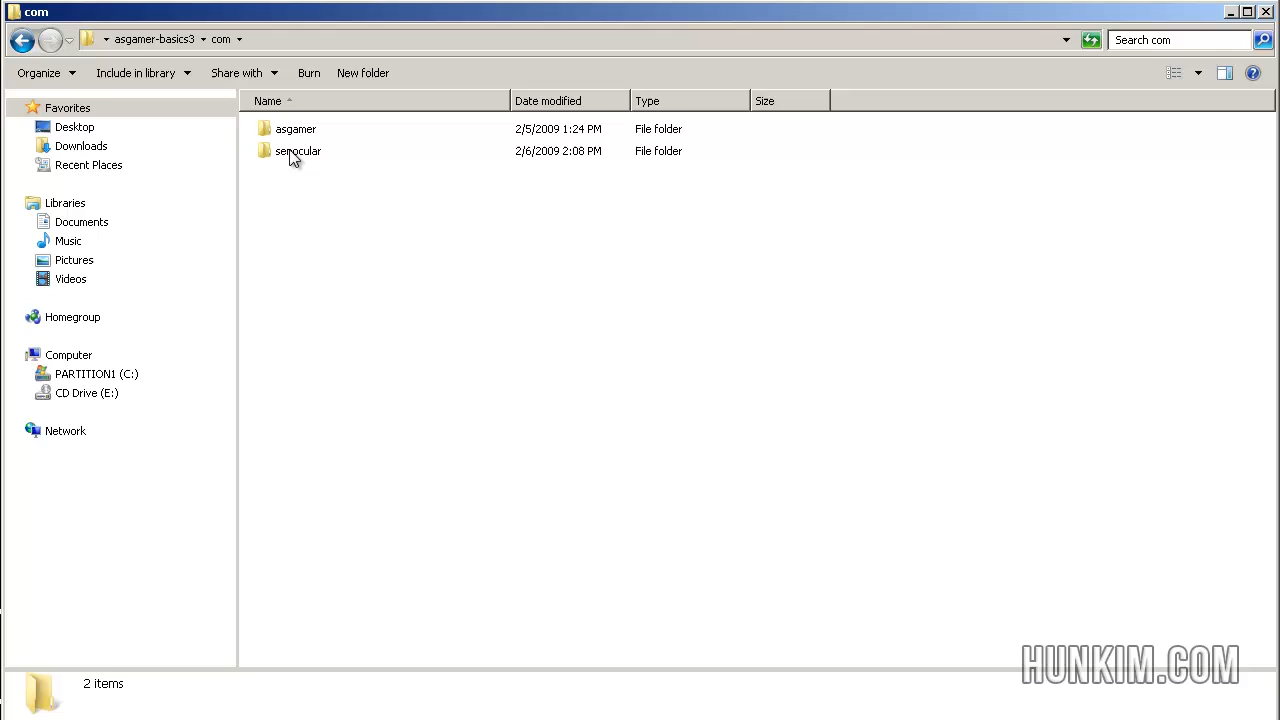 com
asgamer-basics3 com
Search com
Organize Include in library Share with Burn New folder
Favorites
Desktop
Downloads
Recent Places
Libraries
Documents
Music
Pictures
Videos
Homegroup
Computer
PARTITION1 (C:)
CD Drive (E:)
Network
Name Date modified Type Size
asgamer 2/5/2009 1:24 PM File folder
senocular 2/6/2009 2:08 PM File folder
2 items
HUNKIM.COM